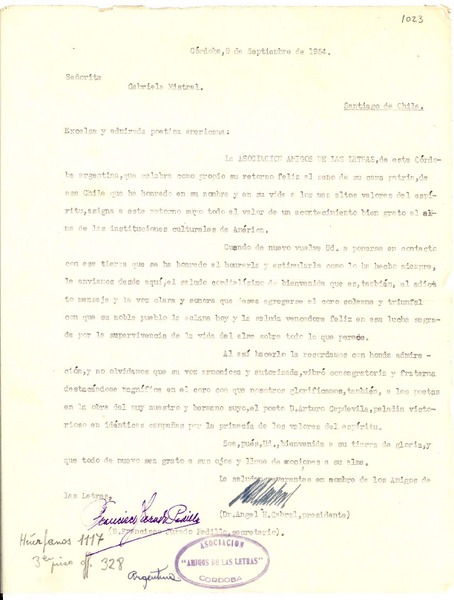 1023
Córdoba, 9 de Septiembre de 1954.
Señorita
Gabriela Mistral.
Santiago de Chile.
Excelsa y admirada poetisa americana:
La ASOCIACION AMIGOS DE LAS LETRAS, de este Córdo-
ba argentina, que celebra como propio su retorno feliz al seno de su cara patria, de
ese Chile que ha honrado en su nombre y en su vida a los mas altos valores del espí-
ritu, asigna a este retorno suyo todo el valor de un acontecimiento bien grato al al-
ma de las instituciones culturales de América.
Cuando de nuevo vuelve Ud. a ponerse en contacto
con esa tierra que se ha honrado al honrarla y estimularla como lo ha hecho siempre,
le enviamos desde aquí, el saludo cordialísimo de bienvenida que es, también, el adic-
to mensaje y la voz clara y sonora que desea agregarse al coro solemne y triunfal
con que su noble pueblo la aclama hoy y la saluda vencedora feliz en esa lucha sagra-
da por la supervivencia de la vida del alma sobre todo lo que perece.
Al así hacerlo la recordamos con honda admira-
ción, y no olvidamos que su voz armoniosa y autorizada, vibró consagratoria y fraterna
destacándose magnífica en el coro con que nosotros glorificamos, también, a los poetas
en la obra del muy nuestro y hermano suyo, el poeta D. Arturo Capdevila, paladín victo-
rioso en idénticas campañas por la primacía de los valores del espíritu.
Sea, pués, Ud., bienvenida a su tierra de gloria, y
que todo de nuevo sea grato a sus ojos y llene de emociones a su alma.
La saludan reverentes en nombre de los Amigos de
las Letras.
(Dr. Angel H. Cabral, presidente)
(D. Francisco Parado Padilla, secretario).
Huérfanos 1117
3er piso of. 328
Argentina
ASOCIACION
"AMIGOS DE LAS LETRAS"
CORDOBA